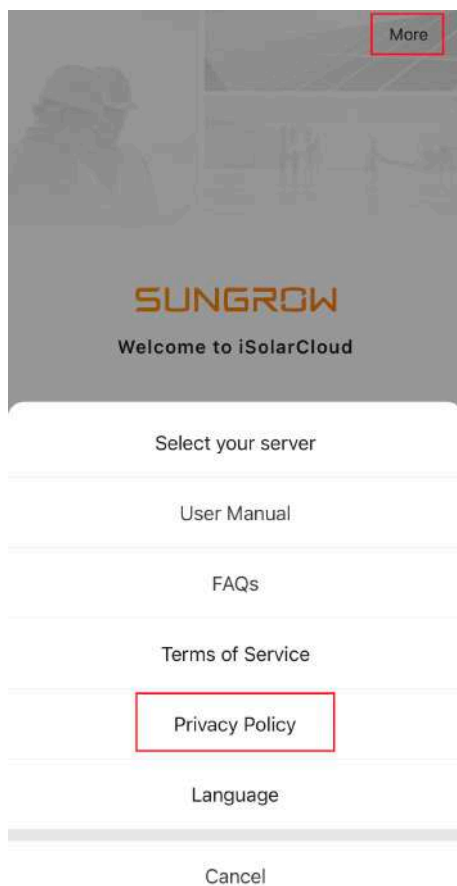 More
SUNGROW
Welcome to iSolarCloud
Select your server
User Manual
FAQs
Terms of Service
Privacy Policy
Language
Cancel